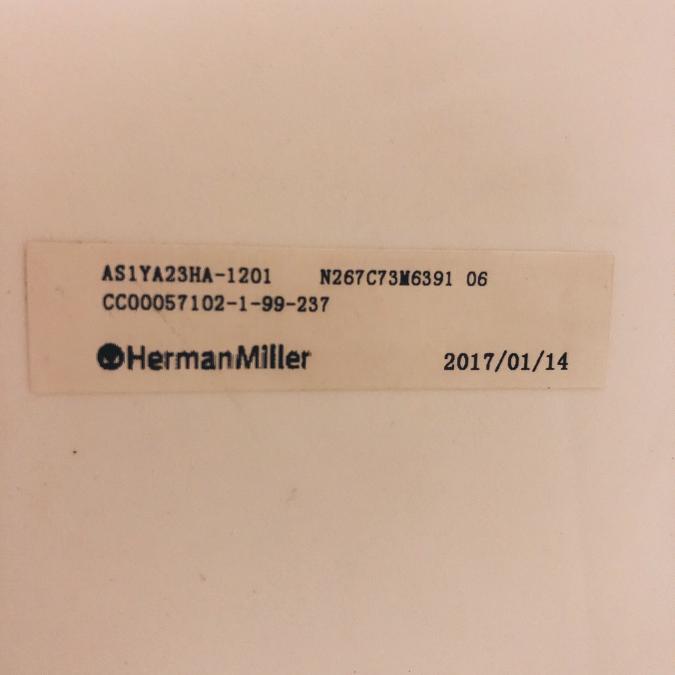 AS1YA23HA-1201 N267C73M6391 06
CC00057102-1-99-237
HermanMiller 2017/01/14